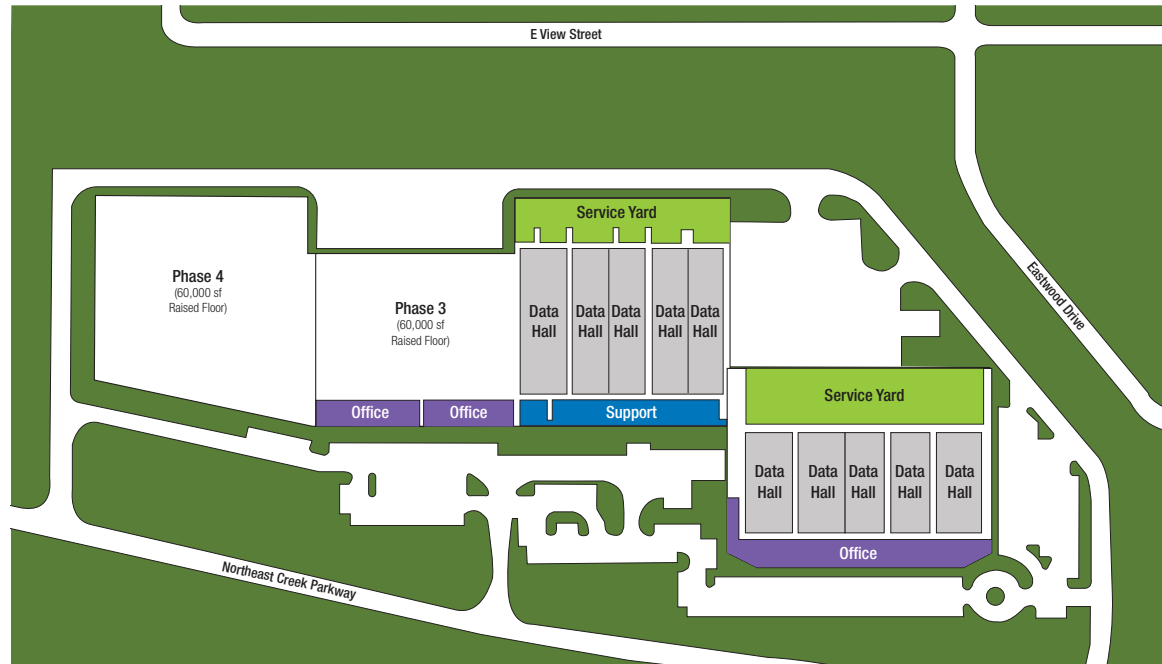 E View Street
Service Yard
Phase 4
(60,000 sf
Raised Floor)
Eastwood Drive
Phase 3
(60,000 sf
Raised Floor)
Data
Hall
Data
Hall
Data
Hall
Data
Hall
Data
Hall
Service Yard
Office
Office
Support
Data
Hall
Data
Hall
Data
Hall
Data
Hall
Data
Hall
Office
Northeast Creek Parkway